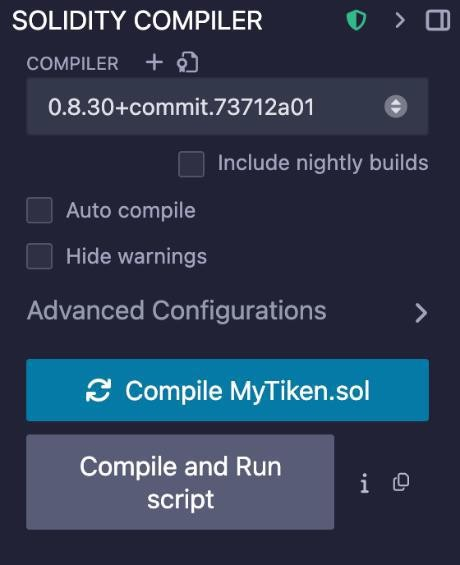 SOLIDITY COMPILER
COMPILER
0.8.30+commit.73712a01
Include nightly builds
Auto compile
Hide warnings
Advanced Configurations
Compile MyTiken.sol
Compile and Run
script